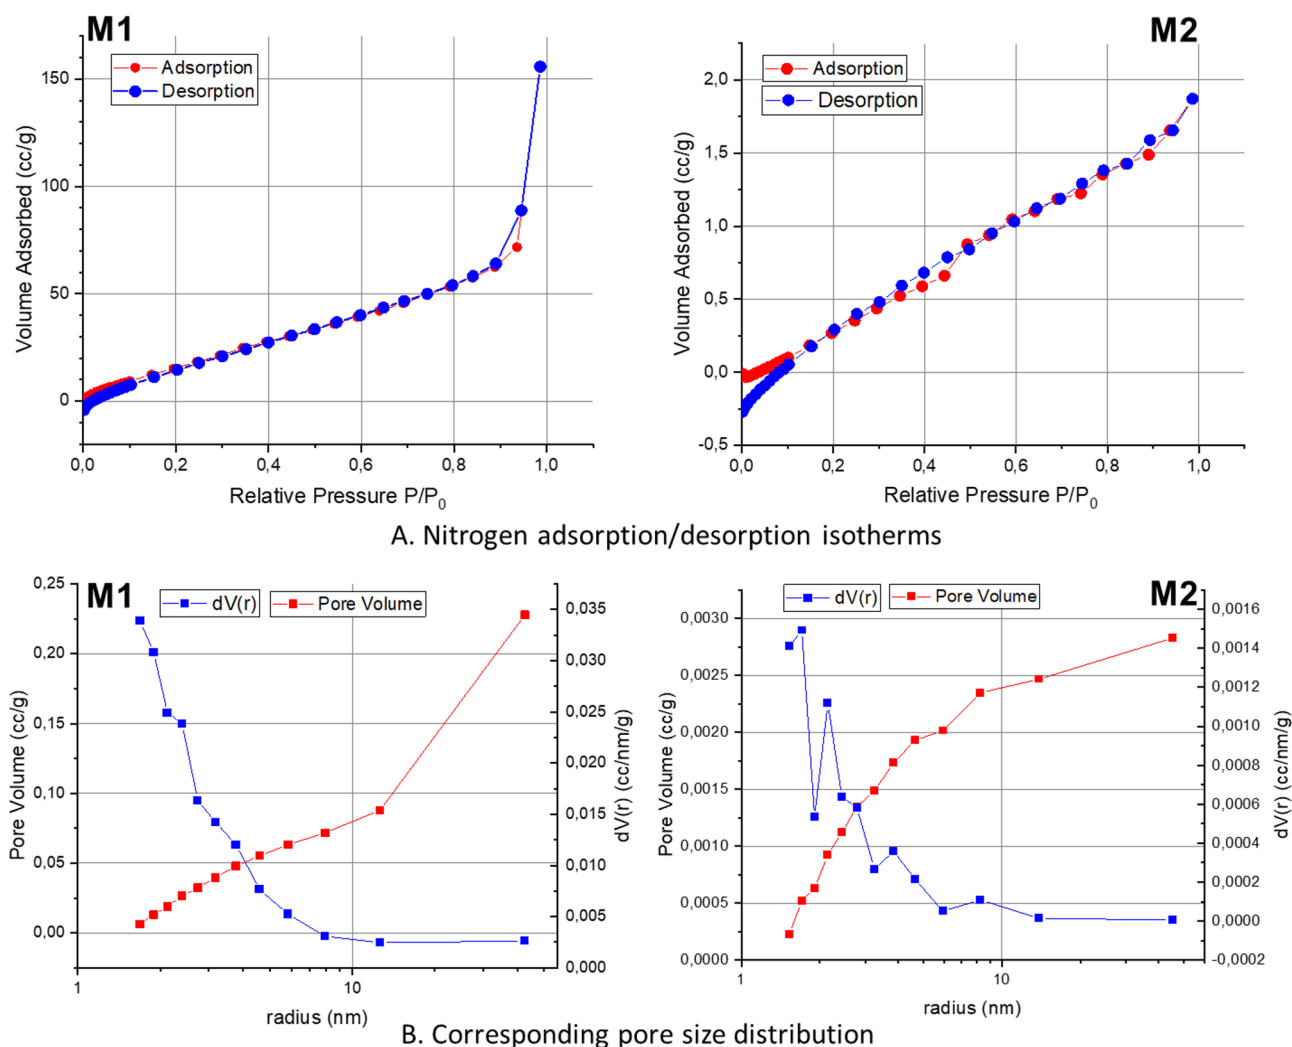 M1
Adsorption
Desorption
Volume Adsorbed (cc/g)
150
100
50
0
0,0 0,2 0,4 0,6 0,8 1,0
Relative Pressure P/P0
M2
Adsorption
Desorption
Volume Adsorbed (cc/g)
2,0
1,5
1,0
0,5
0,0
-0,5
0,0 0,2 0,4 0,6 0,8 1,0
Relative Pressure P/P0
A. Nitrogen adsorption/desorption isotherms
M1
dV(r) Pore Volume
Pore Volume (cc/g)
0,25
0,20
0,15
0,10
0,05
0,00
0,035
0,030
0,025
0,020
0,015
0,010
0,005
0,000
dV(r) (cc/nm/g)
1 10
radius (nm)
M2
dV(r) Pore Volume
Pore Volume (cc/g)
0,0030
0,0025
0,0020
0,0015
0,0010
0,0005
0,0000
0,0016
0,0014
0,0012
0,0010
0,0008
0,0006
0,0004
0,0002
0,0000
-0,0002
dV(r) (cc/nm/g)
1 10
radius (nm)
B. Corresponding pore size distribution